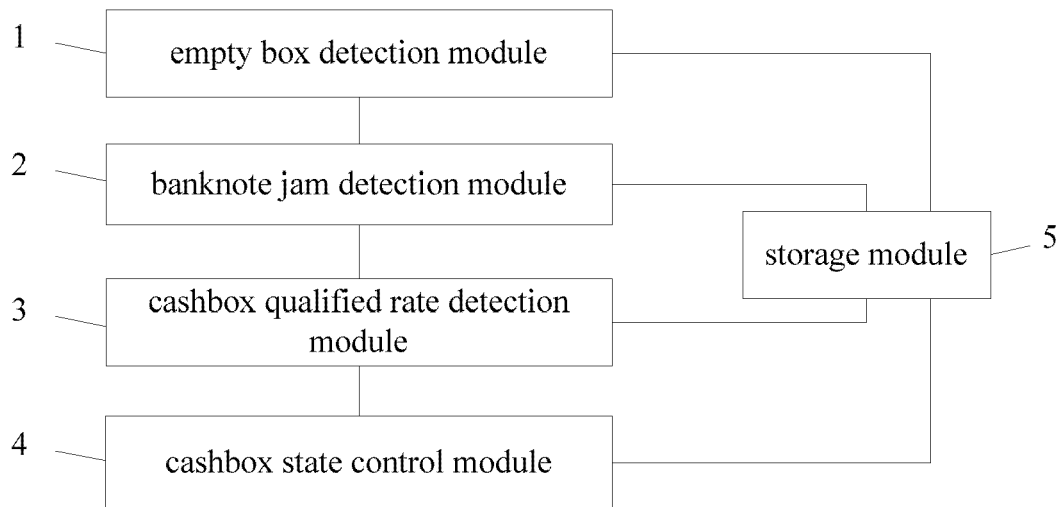 1
empty box detection module
2
banknote jam detection module
storage module
5
3
cashbox qualified rate detection
module
4
cashbox state control module